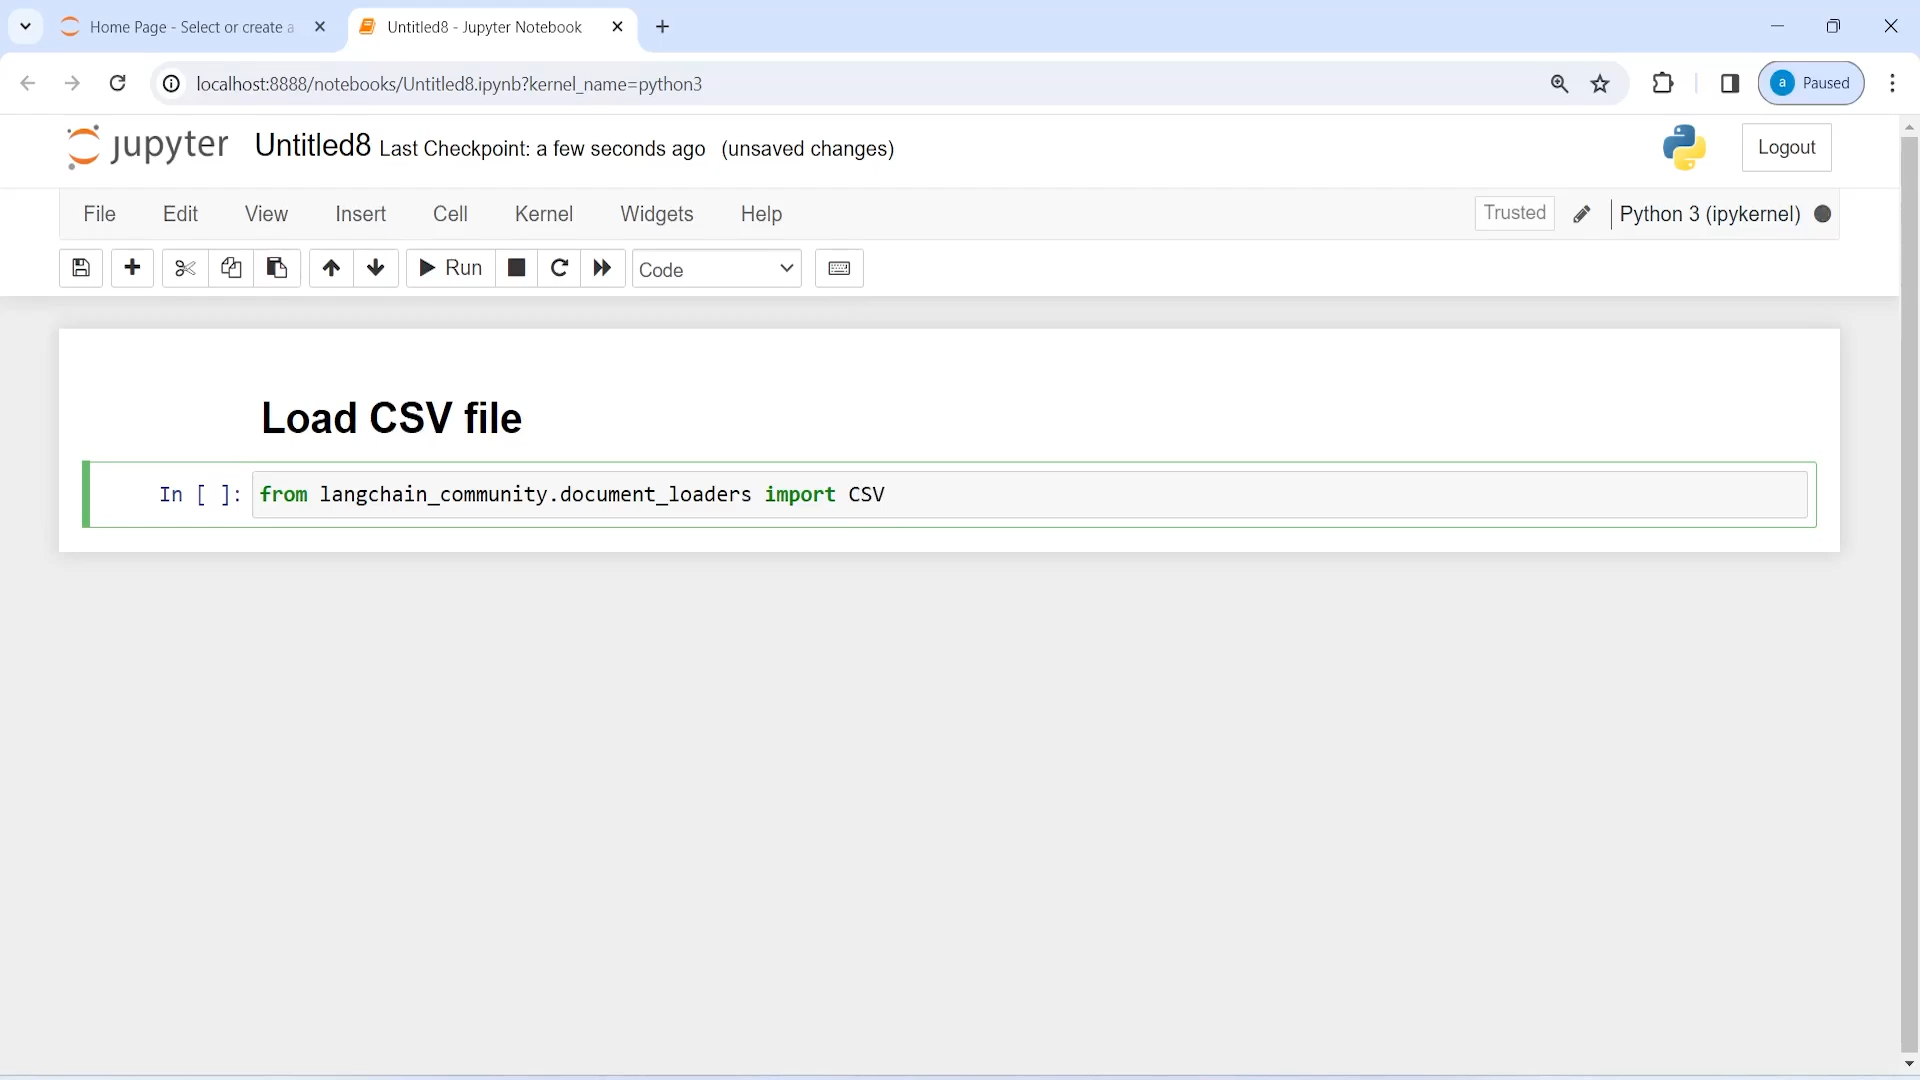 Home Page - Select or create a
Untitled8 - Jupyter Notebook
localhost:8888/notebooks/Untitled8.ipynb?kernel_name=python3
a Paused
jupyter Untitled8 Last Checkpoint: a few seconds ago (unsaved changes)
Logout
File Edit View Insert Cell Kernel Widgets Help
Trusted Python 3 (ipykernel)
Run Code
Load CSV file
In [ ]: from langchain_community.document_loaders import CSV